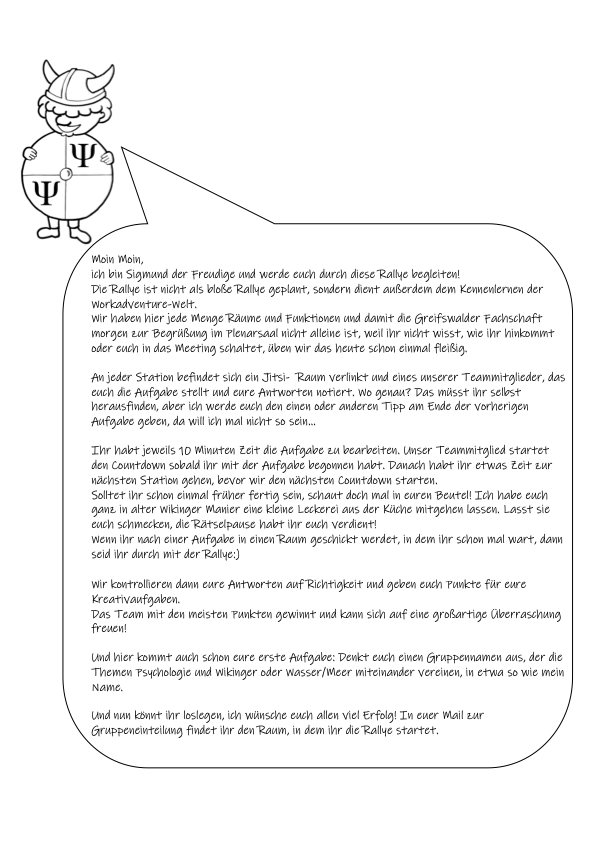 Ψ
Ψ
Moin Moin,
ich bin Sigmund der Freudige und werde euch durch diese Rallye begleiten!
Die Rallye ist nicht als bloße Rallye geplant, sondern dient außerdem dem Kennenlernen der
Workadventure-Welt.
Wir haben hier jede Menge Räume und Funktionen und damit die Greifswalder Fachschaft
morgen zur Begrüßung im Plenarsaal nicht alleine ist, weil ihr nicht wisst, wie ihr hinkommt
oder euch in das Meeting schaltet, üben wir das heute schon einmal fleißig.
An jeder Station befindet sich ein Jitsi- Raum verlinkt und eines unserer Teammitglieder, das
euch die Aufgabe stellt und eure Antworten notiert. Wo genau? Das müsst ihr selbst
herausfinden, aber ich werde euch den einen oder anderen Tipp am Ende der vorherigen
Aufgabe geben, da will ich mal nicht so sein...
Ihr habt jeweils 10 Minuten Zeit die Aufgabe zu bearbeiten. Unser Teammitglied startet
den Countdown sobald ihr mit der Aufgabe begonnen habt. Danach habt ihr etwas Zeit zur
nächsten Station gehen, bevor wir den nächsten Countdown starten.
Solltet ihr schon einmal früher fertig sein, schaut doch mal in euren Beutel! Ich habe euch
ganz in alter Wikinger Manier eine kleine Leckerei aus der Küche mitgehen lassen. Lasst sie
euch schmecken, die Rätselpause habt ihr euch verdient!
Wenn ihr nach einer Aufgabe in einen Raum geschickt werdet, in dem ihr schon mal wart, dann
seid ihr durch mit der Rallye:)
Wir kontrollieren dann eure Antworten auf Richtigkeit und geben euch Punkte für eure
Kreativaufgaben.
Das Team mit den meisten Punkten gewinnt und kann sich auf eine großartige Überraschung
freuen!
Und hier kommt auch schon eure erste Aufgabe: Denkt euch einen Gruppennamen aus, der die
Themen Psychologie und Wikinger oder Wasser/Meer miteinander vereinen, in etwa so wie mein
Name.
Und nun könnt ihr loslegen, ich wünsche euch allen viel Erfolg! In euer Mail zur
Gruppeneinteilung findet ihr den Raum, in dem ihr die Rallye startet.